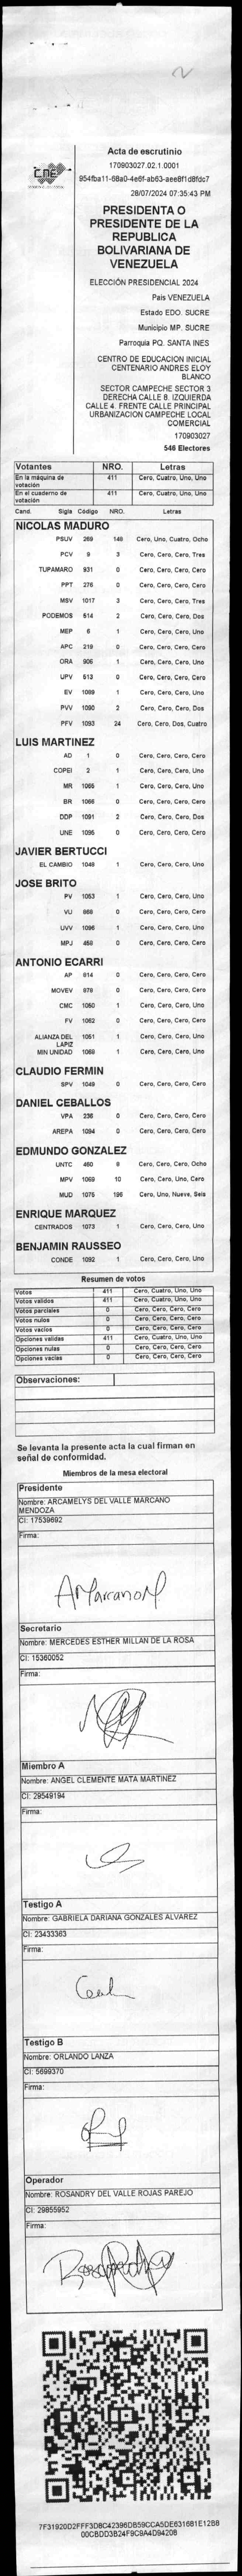 2
CNE
Acta de escrutinio
170903027.02.1.0001
954fba11-68a0-4e6f-ab63-aee8f1d8fdc7
28/07/2024 07:35:43 PM
PRESIDENTA O
PRESIDENTE DE LA
REPUBLICA
BOLIVARIANA DE
VENEZUELA
ELECCIÓN PRESIDENCIAL 2024
Pais VENEZUELA
Estado EDO. SUCRE
Municipio MP. SUCRE
Parroquia PQ. SANTA INES
CENTRO DE EDUCACION INICIAL
CENTENARIO ANDRES ELOY
BLANCO
SECTOR CAMPECHE SECTOR 3
DERECHA CALLE 8. IZQUIERDA
CALLE 4. FRENTE CALLE PRINCIPAL
URBANIZACION CAMPECHE LOCAL
COMERCIAL
170903027
546 Electores
Votantes NRO. Letras
En la máquina de votación 411 Cero, Cuatro, Uno, Uno
En el cuaderno de votación 411 Cero, Cuatro, Uno, Uno
Cand. Sigla Código NRO. Letras
NICOLAS MADURO
PSUV 269 148 Cero, Uno, Cuatro, Ocho
PCV 9 3 Cero, Cero, Cero, Tres
TUPAMARO 931 0 Cero, Cero, Cero, Cero
PPT 276 0 Cero, Cero, Cero, Cero
MSV 1017 3 Cero, Cero, Cero, Tres
PODEMOS 514 2 Cero, Cero, Cero, Dos
MEP 6 1 Cero, Cero, Cero, Uno
APC 219 0 Cero, Cero, Cero, Cero
ORA 906 1 Cero, Cero, Cero, Uno
UPV 513 0 Cero, Cero, Cero, Cero
EV 1089 1 Cero, Cero, Cero, Uno
PVV 1090 2 Cero, Cero, Cero, Dos
PFV 1093 24 Cero, Cero, Dos, Cuatro
LUIS MARTINEZ
AD 1 0 Cero, Cero, Cero, Cero
COPEI 2 1 Cero, Cero, Cero, Uno
MR 1065 1 Cero, Cero, Cero, Uno
BR 1066 0 Cero, Cero, Cero, Cero
DDP 1091 2 Cero, Cero, Cero, Dos
UNE 1095 0 Cero, Cero, Cero, Cero
JAVIER BERTUCCI
EL CAMBIO 1048 1 Cero, Cero, Cero, Uno
JOSE BRITO
PV 1053 1 Cero, Cero, Cero, Uno
VU 868 0 Cero, Cero, Cero, Cero
UVV 1096 1 Cero, Cero, Cero, Uno
MPJ 458 0 Cero, Cero, Cero, Cero
ANTONIO ECARRI
AP 614 0 Cero, Cero, Cero, Cero
MOVEV 878 0 Cero, Cero, Cero, Cero
CMC 1050 1 Cero, Cero, Cero, Uno
FV 1062 0 Cero, Cero, Cero, Cero
ALIANZA DEL LAPIZ 1051 1 Cero, Cero, Cero, Uno
MIN UNIDAD 1068 1 Cero, Cero, Cero, Uno
CLAUDIO FERMIN
SPV 1049 0 Cero, Cero, Cero, Cero
DANIEL CEBALLOS
VPA 236 0 Cero, Cero, Cero, Cero
AREPA 1094 0 Cero, Cero, Cero, Cero
EDMUNDO GONZALEZ
UNTC 460 8 Cero, Cero, Cero, Ocho
MPV 1069 10 Cero, Cero, Uno, Cero
MUD 1075 196 Cero, Uno, Nueve, Seis
ENRIQUE MARQUEZ
CENTRADOS 1073 1 Cero, Cero, Cero, Uno
BENJAMIN RAUSSEO
CONDE 1092 1 Cero, Cero, Cero, Uno
Resumen de votos
Votos 411 Cero, Cuatro, Uno, Uno
Votos validos 411 Cero, Cuatro, Uno, Uno
Votos parciales 0 Cero, Cero, Cero, Cero
Votos nulos 0 Cero, Cero, Cero, Cero
Votos vacios 0 Cero, Cero, Cero, Cero
Opciones validas 411 Cero, Cuatro, Uno, Uno
Opciones nulas 0 Cero, Cero, Cero, Cero
Opciones vacias 0 Cero, Cero, Cero, Cero
Observaciones:
Se levanta la presente acta la cual firman en
señal de conformidad.
Miembros de la mesa electoral
Presidente
Nombre: ARCAMELYS DEL VALLE MARCANO
MENDOZA
CI: 17539692
Firma:
AMarcanoM
Secretario
Nombre: MERCEDES ESTHER MILLAN DE LA ROSA
CI: 15360052
Firma:
Miembro A
Nombre: ANGEL CLEMENTE MATA MARTINEZ
CI: 29549194
Firma:
Testigo A
Nombre: GABRIELA DARIANA GONZALES ALVAREZ
CI: 23433363
Firma:
Testigo B
Nombre: ORLANDO LANZA
CI: 5699370
Firma:
Operador
Nombre: ROSANDRY DEL VALLE ROJAS PAREJO
CI: 29855952
Firma:
7F31920D2FFF3D8C42396DB59CCA5DE631681E12B8
00CBDD3B24F9C9A4D94208